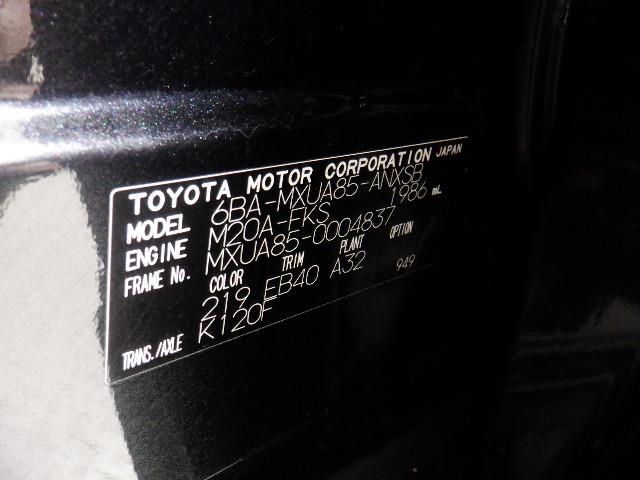 TOYOTA MOTOR CORPORATION JAPAN
MODEL 6BA-MXUA85-ANXSB
ENGINE M20A-FKS 1986 mL
FRAME No. MXUA85-0004837
COLOR TRIM PLANT OPTION
219 EB40 A32 949
TRANS./AXLE K120F